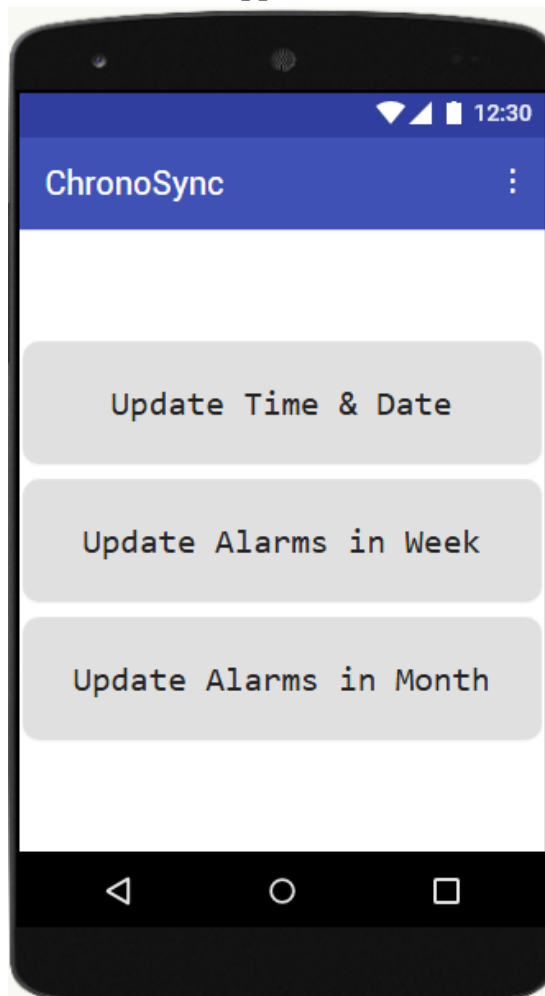 12:30
ChronoSync
Update Time & Date
Update Alarms in Week
Update Alarms in Month